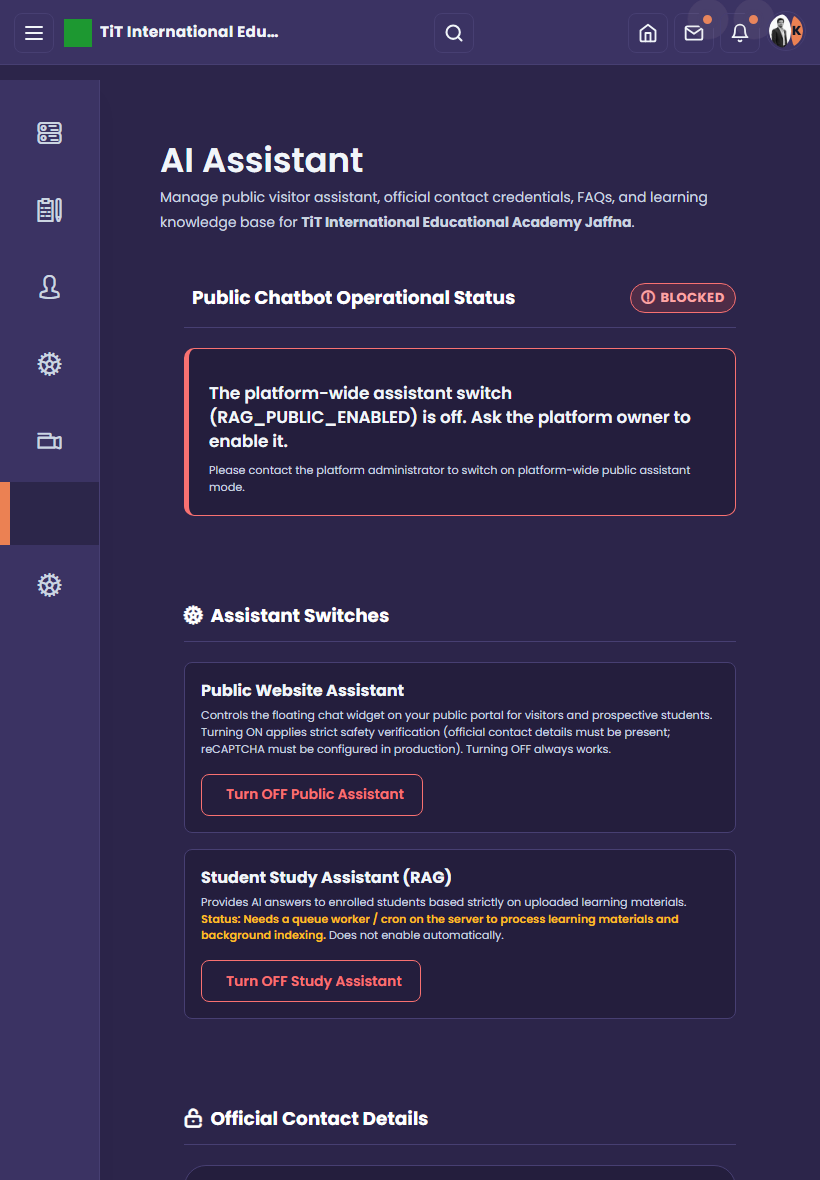 TiT International Edu...
K
AI Assistant
Manage public visitor assistant, official contact credentials, FAQs, and learning
knowledge base for TiT International Educational Academy Jaffna.
Public Chatbot Operational Status
BLOCKED
The platform-wide assistant switch
(RAG_PUBLIC_ENABLED) is off. Ask the platform owner to
enable it.
Please contact the platform administrator to switch on platform-wide public assistant
mode.
Assistant Switches
Public Website Assistant
Controls the floating chat widget on your public portal for visitors and prospective students.
Turning ON applies strict safety verification (official contact details must be present;
reCAPTCHA must be configured in production). Turning OFF always works.
Turn OFF Public Assistant
Student Study Assistant (RAG)
Provides AI answers to enrolled students based strictly on uploaded learning materials.
Status: Needs a queue worker / cron on the server to process learning materials and
background indexing. Does not enable automatically.
Turn OFF Study Assistant
Official Contact Details